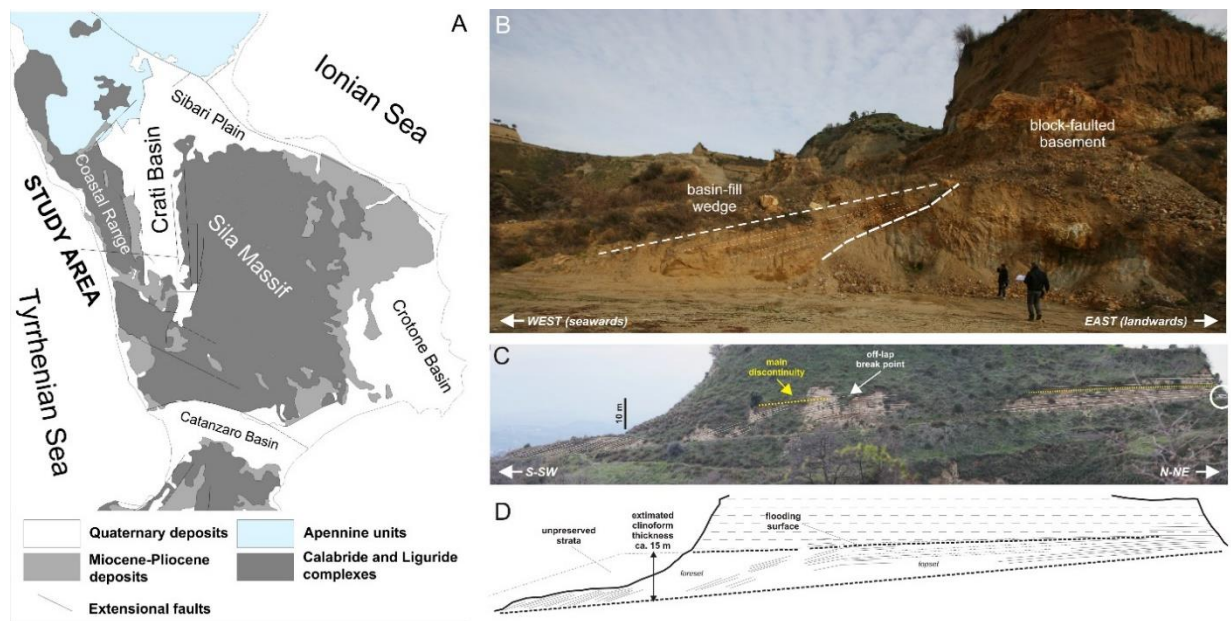 A
Ionian Sea
Sibari Plain
Crati Basin
Coastal Range
STUDY AREA
Sila Massif
Tyrrhenian Sea
Crotone Basin
Catanzaro Basin
Quaternary deposits
Apennine units
Miocene-Pliocene
deposits
Calabride and Liguride
complexes
Extensional faults
B
block-faulted
basement
basin-fill
wedge
WEST (seawards)
EAST (landwards)
C
main
discontinuity
off-lap
break point
10 m
S-SW
N-NE
D
unpreserved
strata
extimated
clinoform
thickness
ca. 15 m
flooding
surface
foreset
topset